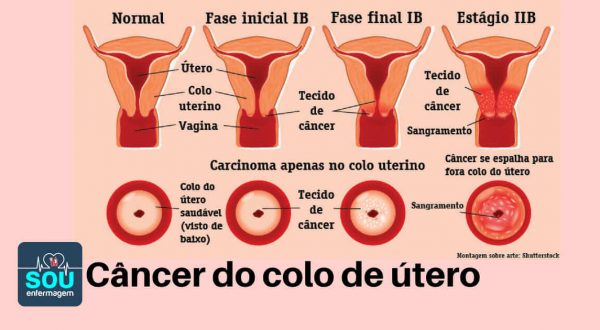 Normal
Fase inicial IB
Fase final IB
Estágio IIB
Útero
Colo
uterino
Vagina
Tecido
de
câncer
Tecido
de
câncer
Sangramento
Carcinoma apenas no colo uterino
Câncer se espalha para
fora colo do útero
Colo do
útero
saudável
(visto de
baixo)
Tecido
de
câncer
Sangramento
Montagem sobre arte: Shutterstock
SOU
enfermagem
Câncer do colo de útero